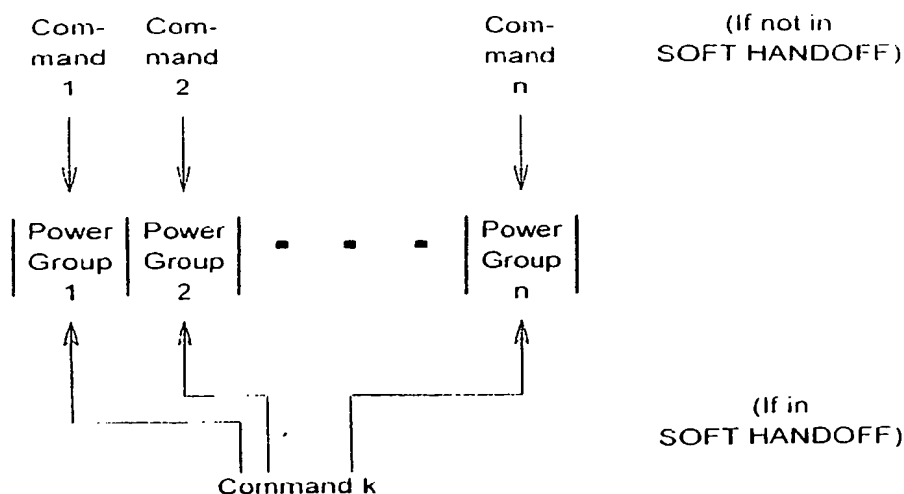 Com-
mand
1
Com-
mand
2
Com-
mand
n
(If not in
SOFT HANDOFF)
Power
Group
1
Power
Group
2
Power
Group
n
(If in
SOFT HANDOFF)
Command k